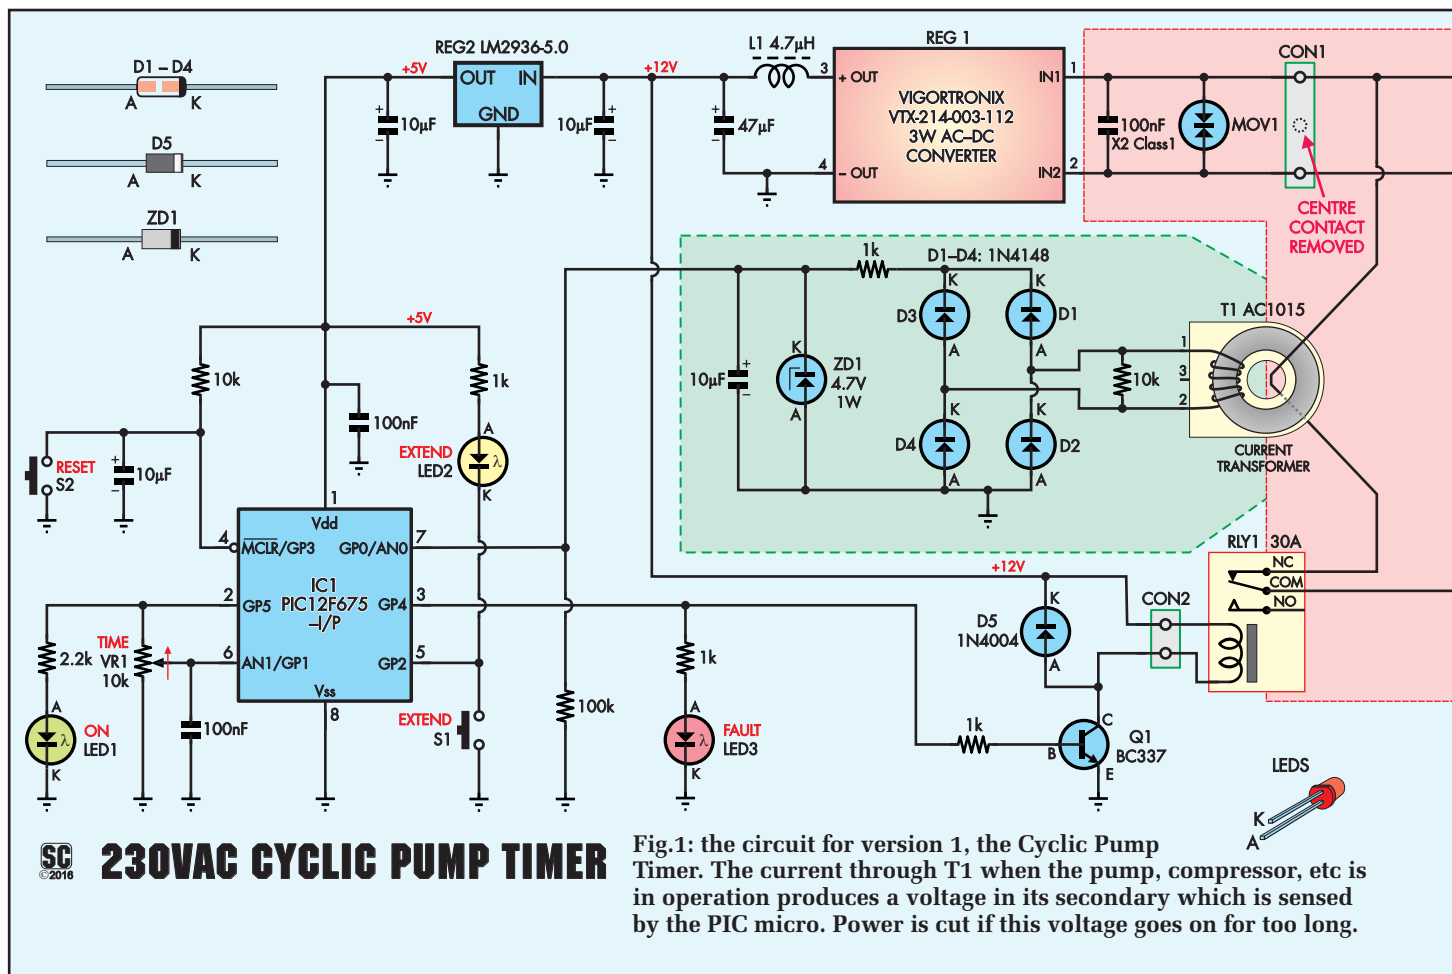 D1 – D4
A K
D5
A K
ZD1
A K
REG2 LM2936-5.0
+5V
OUT IN
GND
+12V
L1 4.7µH
REG 1
3
+ OUT
IN1
1
VIGORTRONIX
VTX-214-003-112
3W AC–DC
CONVERTER
4
– OUT
IN2
2
+
10µF
–
+
10µF
–
+
47µF
–
100nF
X2 Class1
MOV1
CON1
CENTRE
CONTACT
REMOVED
1k
D1–D4: 1N4148
K
D3
A
K
D1
A
+
10µF
–
K
ZD1
4.7V
1W
A
K
D4
A
K
D2
A
10k
T1 AC1015
1
3
2
CURRENT
TRANSFORMER
+5V
10k
1k
100nF
A
EXTEND
LED2
λ
K
RESET
S2
+
10µF
–
1
Vdd
4
MCLR/GP3
GP0/AN0
7
IC1
PIC12F675
–I/P
2
GP5
GP4
3
6
AN1/GP1
GP2
5
Vss
8
2.2k
TIME
VR1
10k
A
ON
LED1
λ
K
100nF
EXTEND
S1
100k
1k
A
FAULT
LED3
λ
K
+12V
K
D5
1N4004
A
CON2
RLY1 30A
NC
COM
NO
1k
B
C
E
Q1
BC337
LEDS
K
A
SC
©2016
230VAC CYCLIC PUMP TIMER
Fig.1: the circuit for version 1, the Cyclic Pump
Timer. The current through T1 when the pump, compressor, etc is
in operation produces a voltage in its secondary which is sensed
by the PIC micro. Power is cut if this voltage goes on for too long.